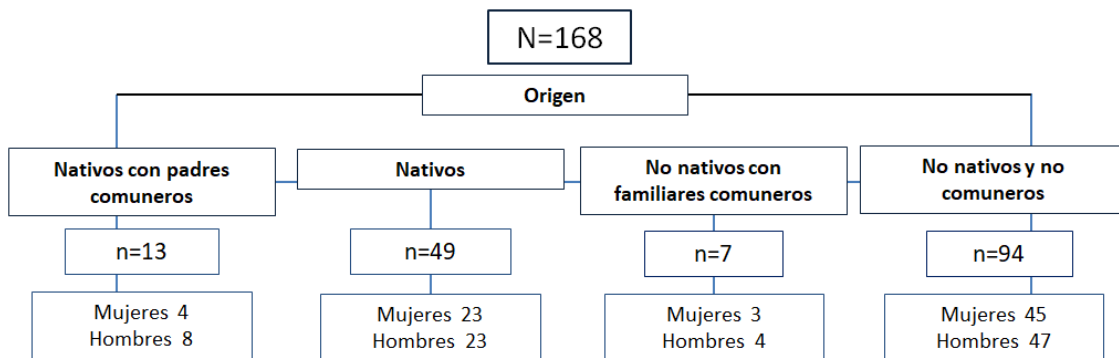 N=168
Origen
Nativos con padres
comuneros
Nativos
No nativos con
familiares comuneros
No nativos y no
comuneros
n=13
n=49
n=7
n=94
Mujeres 4
Hombres 8
Mujeres 23
Hombres 23
Mujeres 3
Hombres 4
Mujeres 45
Hombres 47